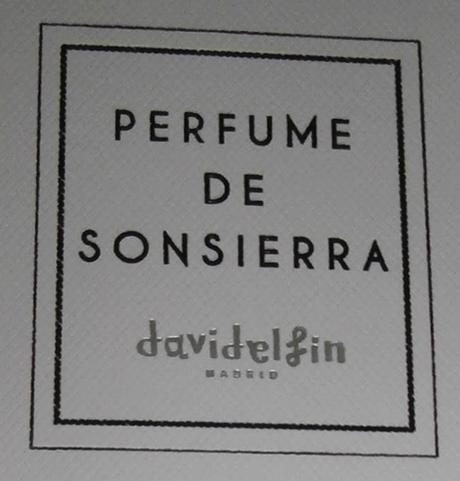 PERFUME
DE
SONSIERRA
davidelfin
MADRID